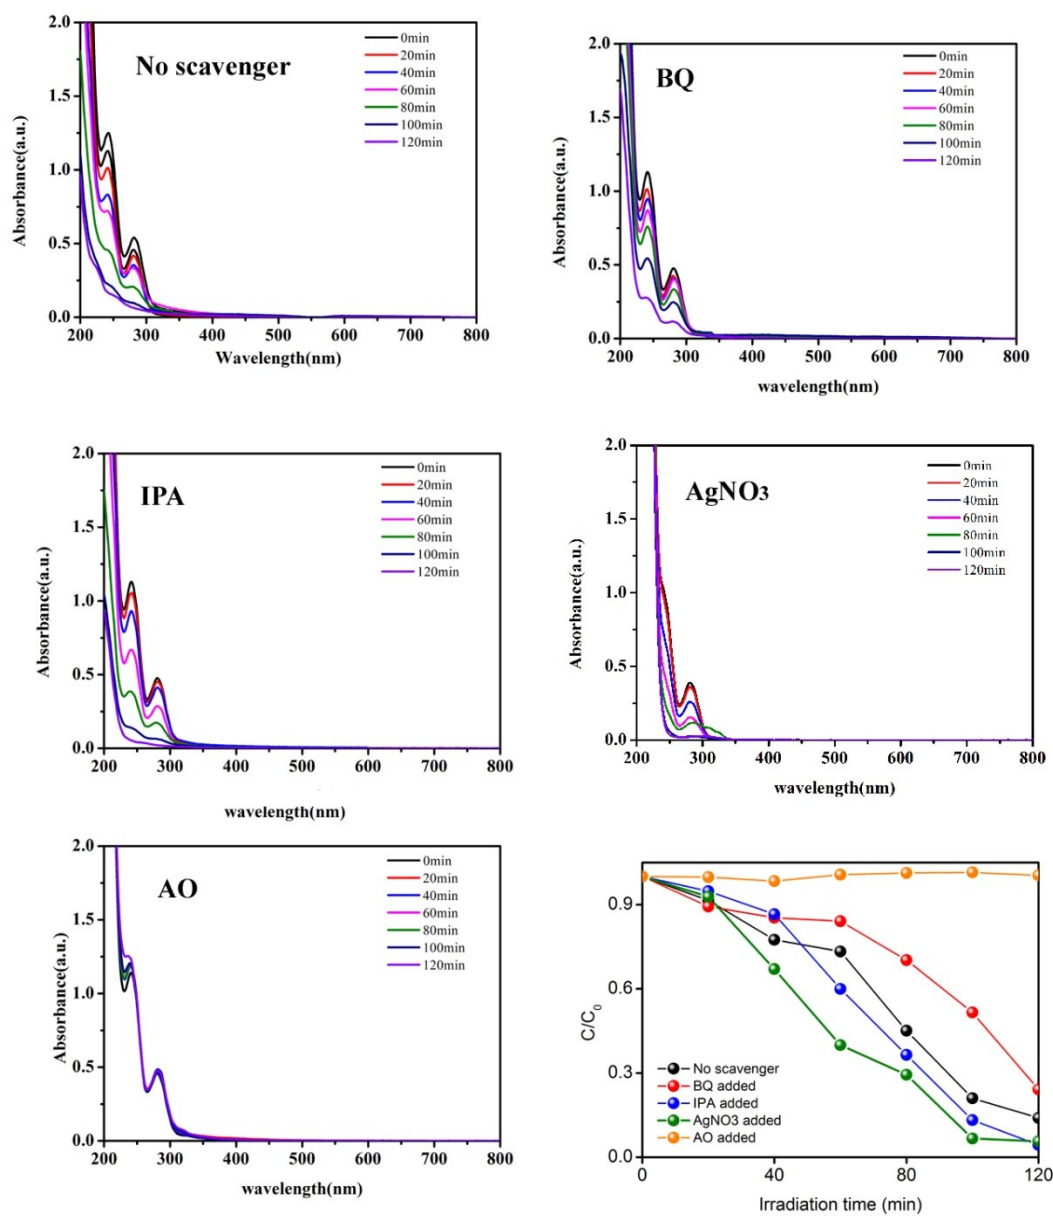 No scavenger
0min
20min
40min
60min
80min
100min
120min
2.0
1.5
1.0
0.5
0.0
Absorbance(a.u.)
200 300 400 500 600 700 800
Wavelength(nm)
BQ
0min
20min
40min
60min
80min
100min
120min
2.0
1.5
1.0
0.5
0.0
Absorbance(a.u.)
200 300 400 500 600 700 800
wavelength(nm)
IPA
0min
20min
40min
60min
80min
100min
120min
2.0
1.5
1.0
0.5
0.0
Absorbance(a.u.)
200 300 400 500 600 700 800
wavelength(nm)
AgNO3
0min
20min
40min
60min
80min
100min
120min
2.0
1.5
1.0
0.5
0.0
Absorbance(a.u.)
200 300 400 500 600 700 800
wavelength(nm)
AO
0min
20min
40min
60min
80min
100min
120min
2.0
1.5
1.0
0.5
0.0
Absorbance(a.u.)
200 300 400 500 600 700 800
wavelength(nm)
0.9
0.6
0.3
0.0
C/C0
No scavenger
BQ added
IPA added
AgNO3 added
AO added
0 40 80 120
Irradiation time (min)